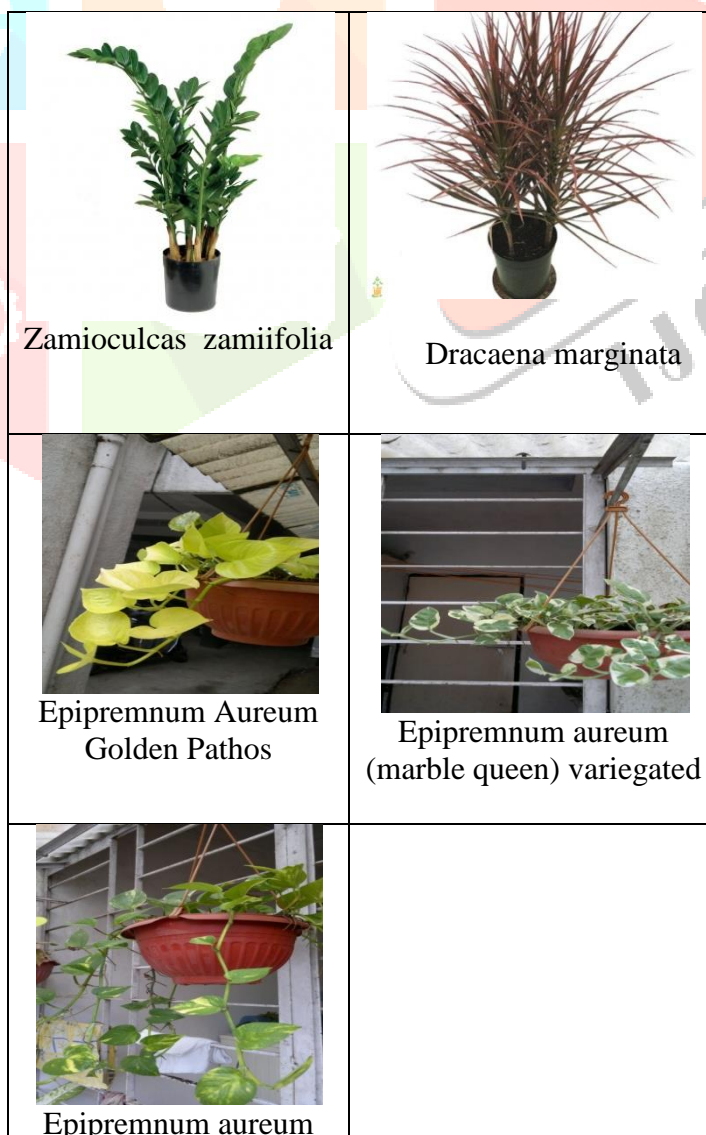 Zamioculcas zamiifolia
Dracaena marginata
Epipremnum Aureum
Golden Pathos
Epipremnum aureum
(marble queen) variegated
Epipremnum aureum